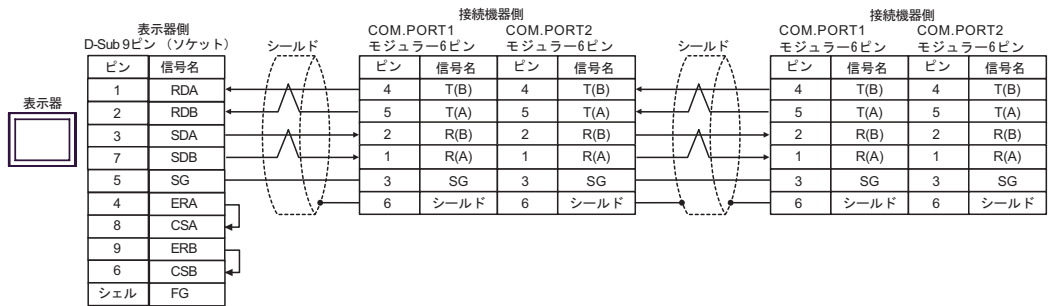 表示器
表示器側
D-Sub 9ピン （ソケット）
ピン 信号名
1 RDA
2 RDB
3 SDA
7 SDB
5 SG
4 ERA
8 CSA
9 ERB
6 CSB
シェル FG
シールド
接続機器側
COM.PORT1 COM.PORT2
モジュラー6ピン モジュラー6ピン
ピン 信号名 ピン 信号名
4 T(B) 4 T(B)
5 T(A) 5 T(A)
2 R(B) 2 R(B)
1 R(A) 1 R(A)
3 SG 3 SG
6 シールド 6 シールド
シールド
接続機器側
COM.PORT1 COM.PORT2
モジュラー6ピン モジュラー6ピン
ピン 信号名 ピン 信号名
4 T(B) 4 T(B)
5 T(A) 5 T(A)
2 R(B) 2 R(B)
1 R(A) 1 R(A)
3 SG 3 SG
6 シールド 6 シールド